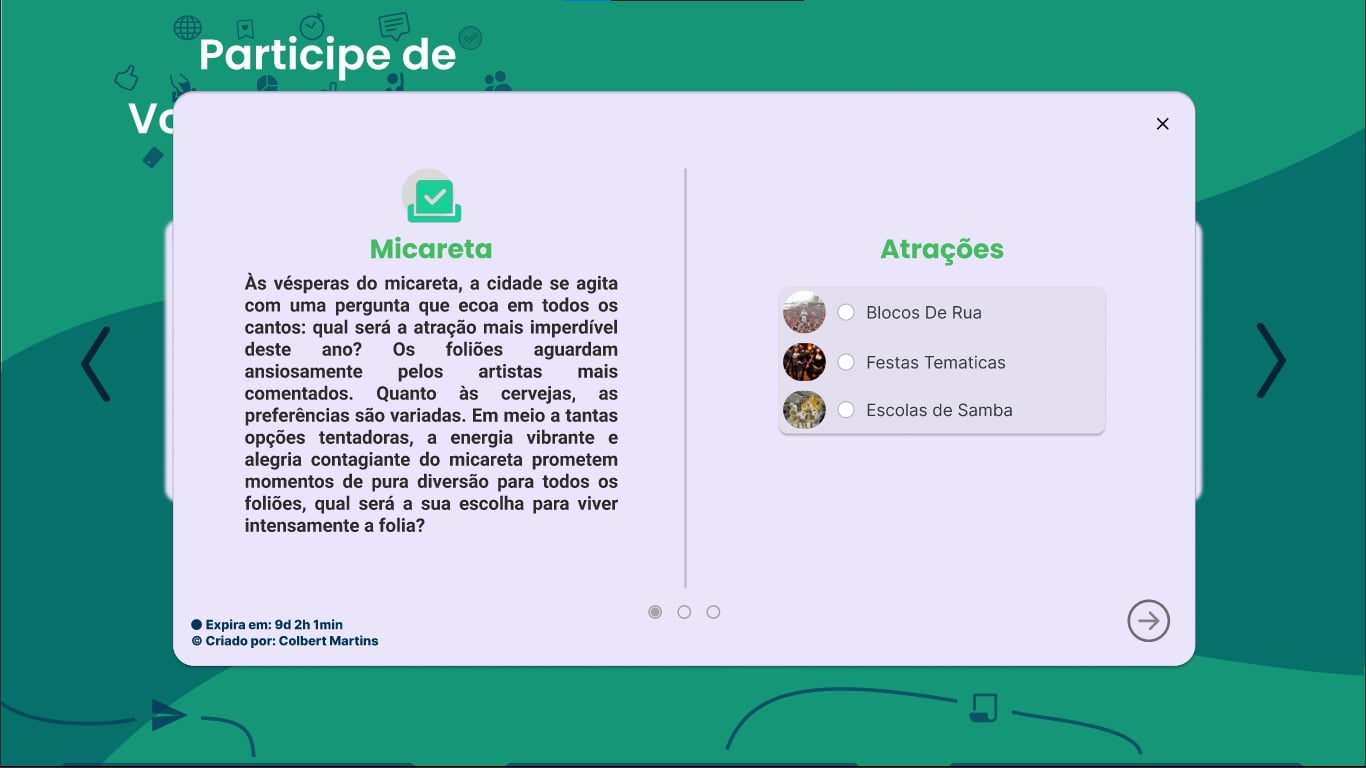 Participe de
Vo
Micareta
Às vésperas do micareta, a cidade se agita
com uma pergunta que ecoa em todos os
cantos: qual será a atração mais imperdível
deste ano? Os foliões aguardam
ansiosamente pelos artistas mais
comentados. Quanto às cervejas, as
preferências são variadas. Em meio a tantas
opções tentadoras, a energia vibrante e
alegria contagiante do micareta prometem
momentos de pura diversão para todos os
foliões, qual será a sua escolha para viver
intensamente a folia?
Expira em: 9d 2h 1min
© Criado por: Colbert Martins
Atrações
Blocos De Rua
Festas Tematicas
Escolas de Samba